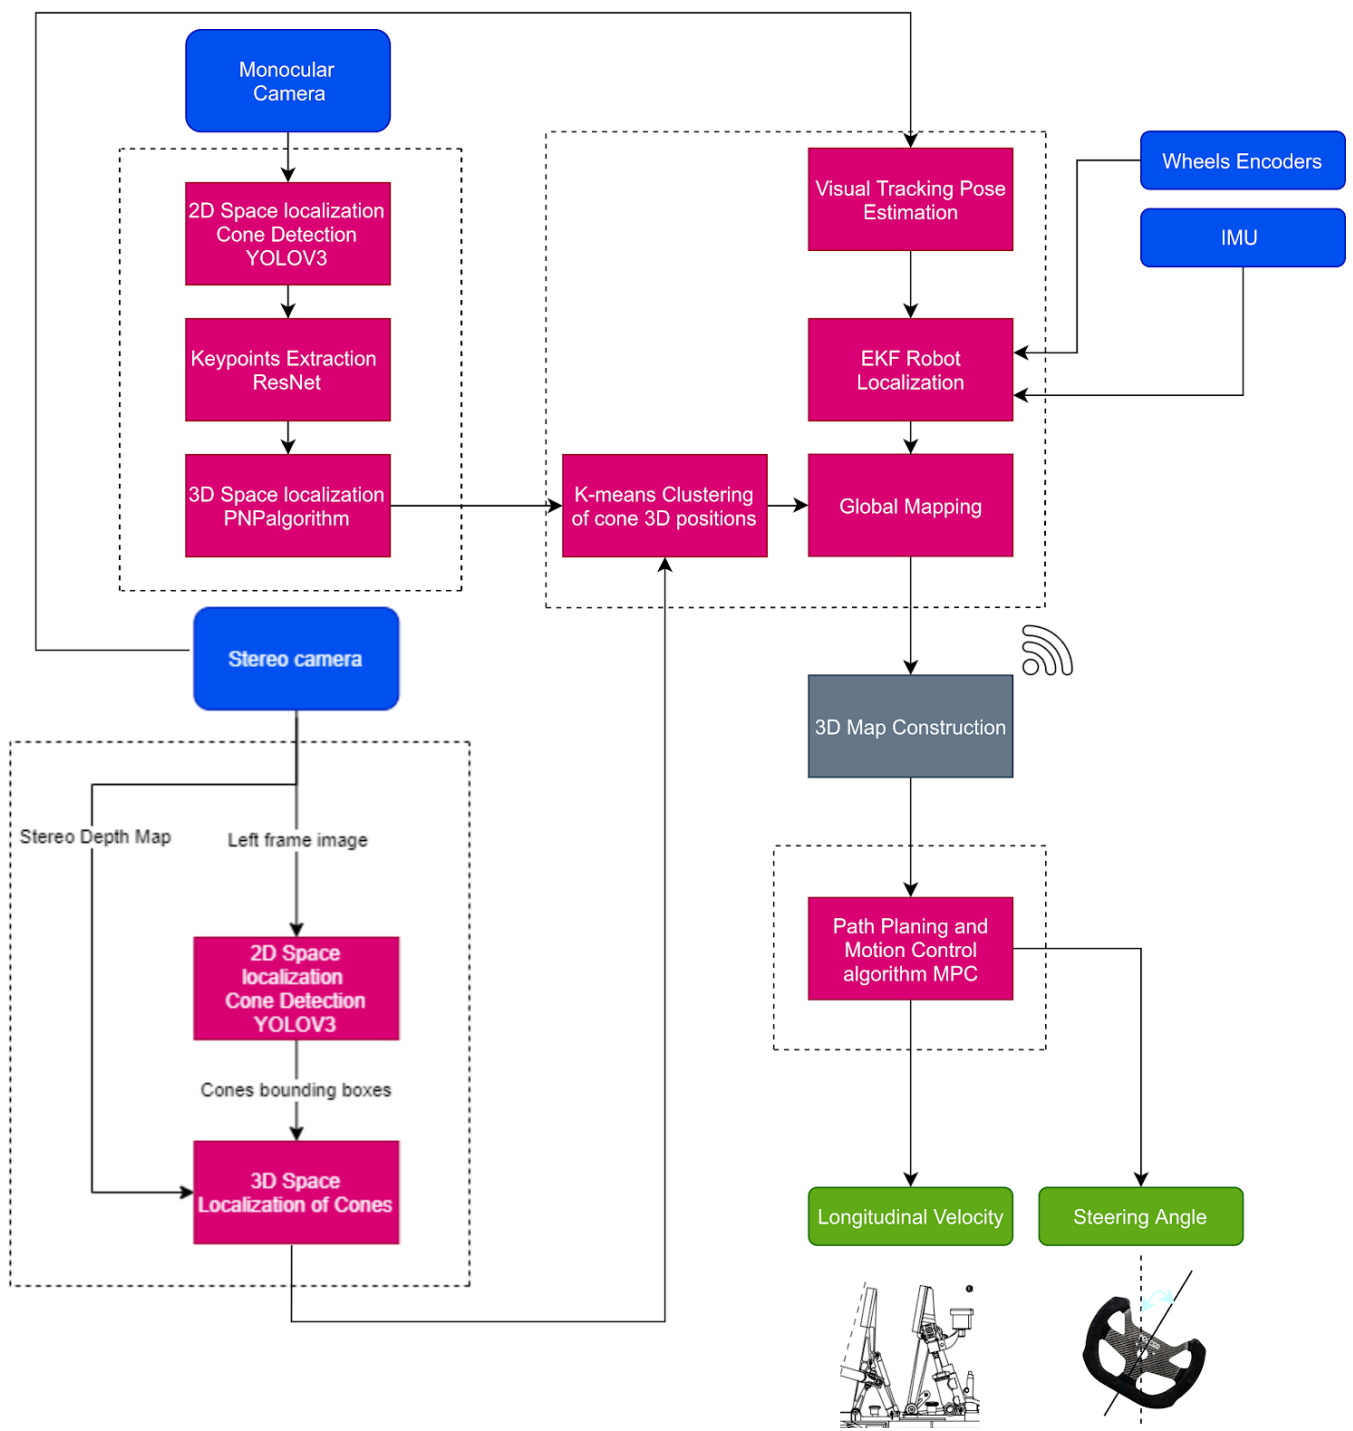 Monocular
Camera
2D Space localization
Cone Detection
YOLOV3
Keypoints Extraction
ResNet
3D Space localization
PNPalgorithm
Stereo camera
Stereo Depth Map
Left frame image
2D Space
localization
Cone Detection
YOLOV3
Cones bounding boxes
3D Space
Localization of Cones
K-means Clustering
of cone 3D positions
Visual Tracking Pose
Estimation
Wheels Encoders
IMU
EKF Robot
Localization
Global Mapping
3D Map Construction
Path Planing and
Motion Control
algorithm MPC
Longitudinal Velocity
Steering Angle